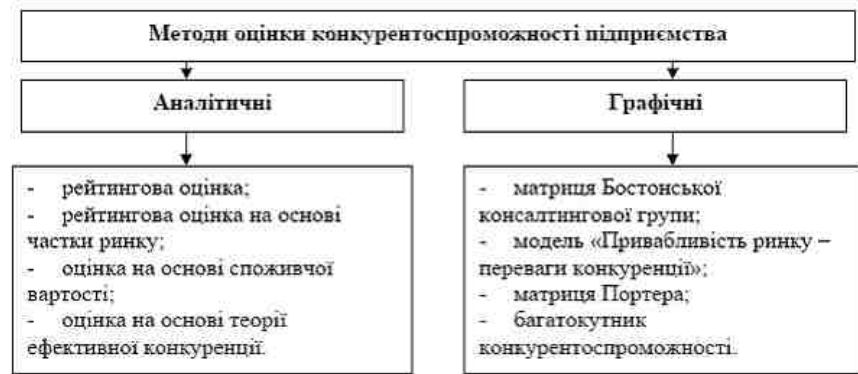 Методи оцінки конкурентоспроможності підприємства
Аналітичні
Графічні
- рейтингова оцінка;
- рейтингова оцінка на основі
частки ринку;
- оцінка на основі споживчої
вартості;
- оцінка на основі теорії
ефективної конкуренції.
- матриця Бостонської
консалтингової групи;
- модель «Привабливість ринку –
переваги конкуренції»;
- матриця Портера;
- багатокутник
конкурентоспроможності.